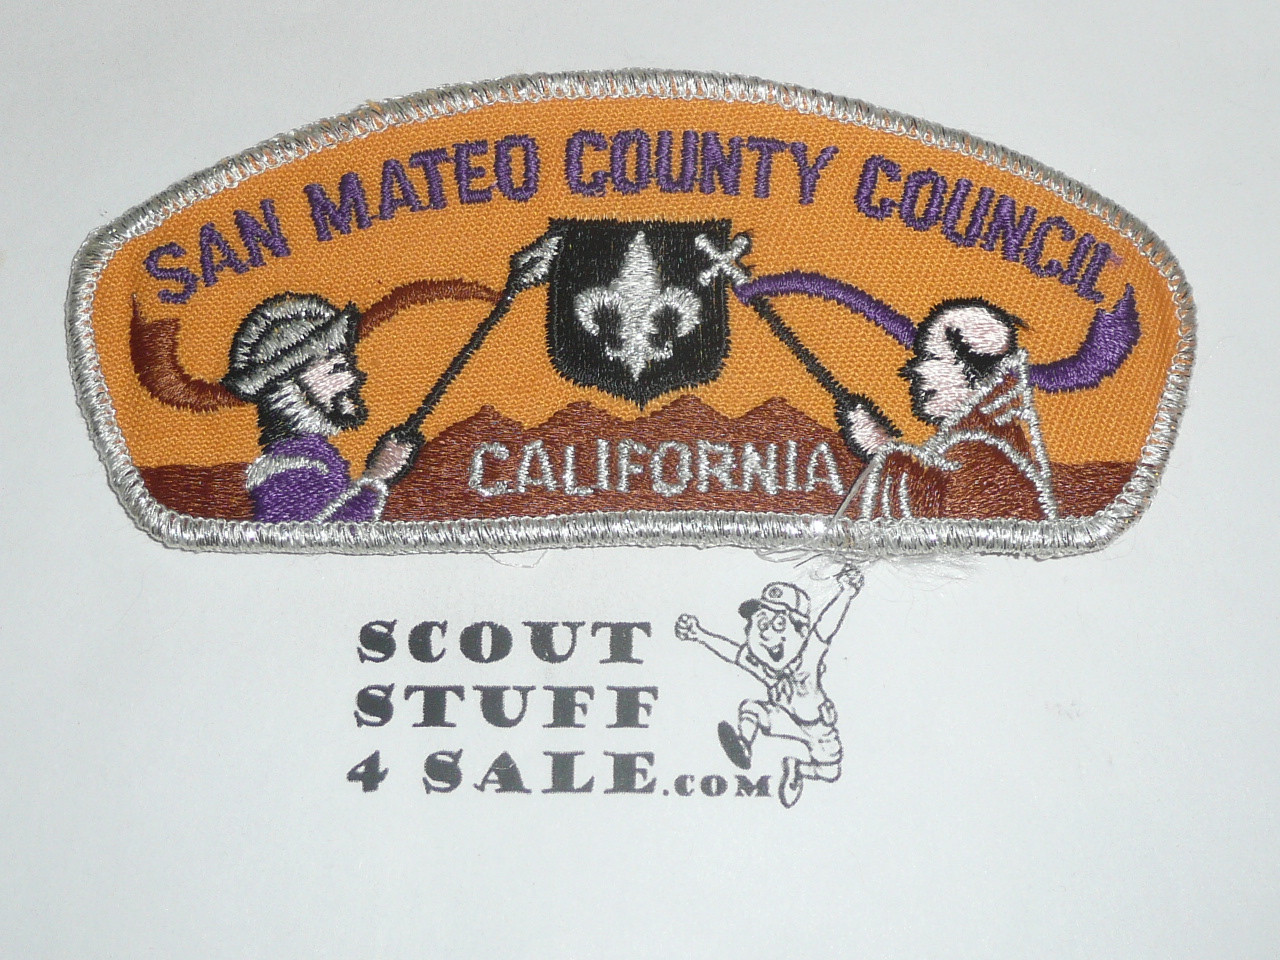 SAN MATEO COUNTY COUNCIL
CALIFORNIA
SCOUT
STUFF
4 SALE.COM